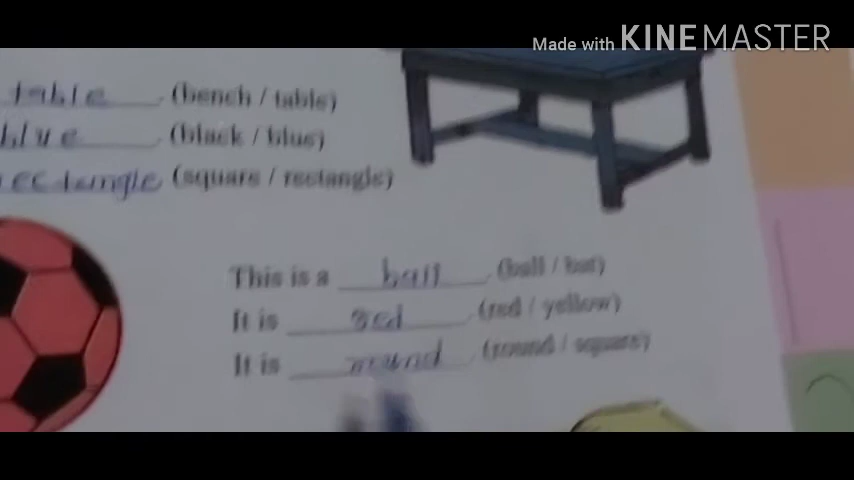 Made with KINEMASTER
table (bench / table)
blue (black / blue)
ectangle (square / rectangle)
This is a ball (ball / bat)
It is red (red / yellow)
It is round (round / square)